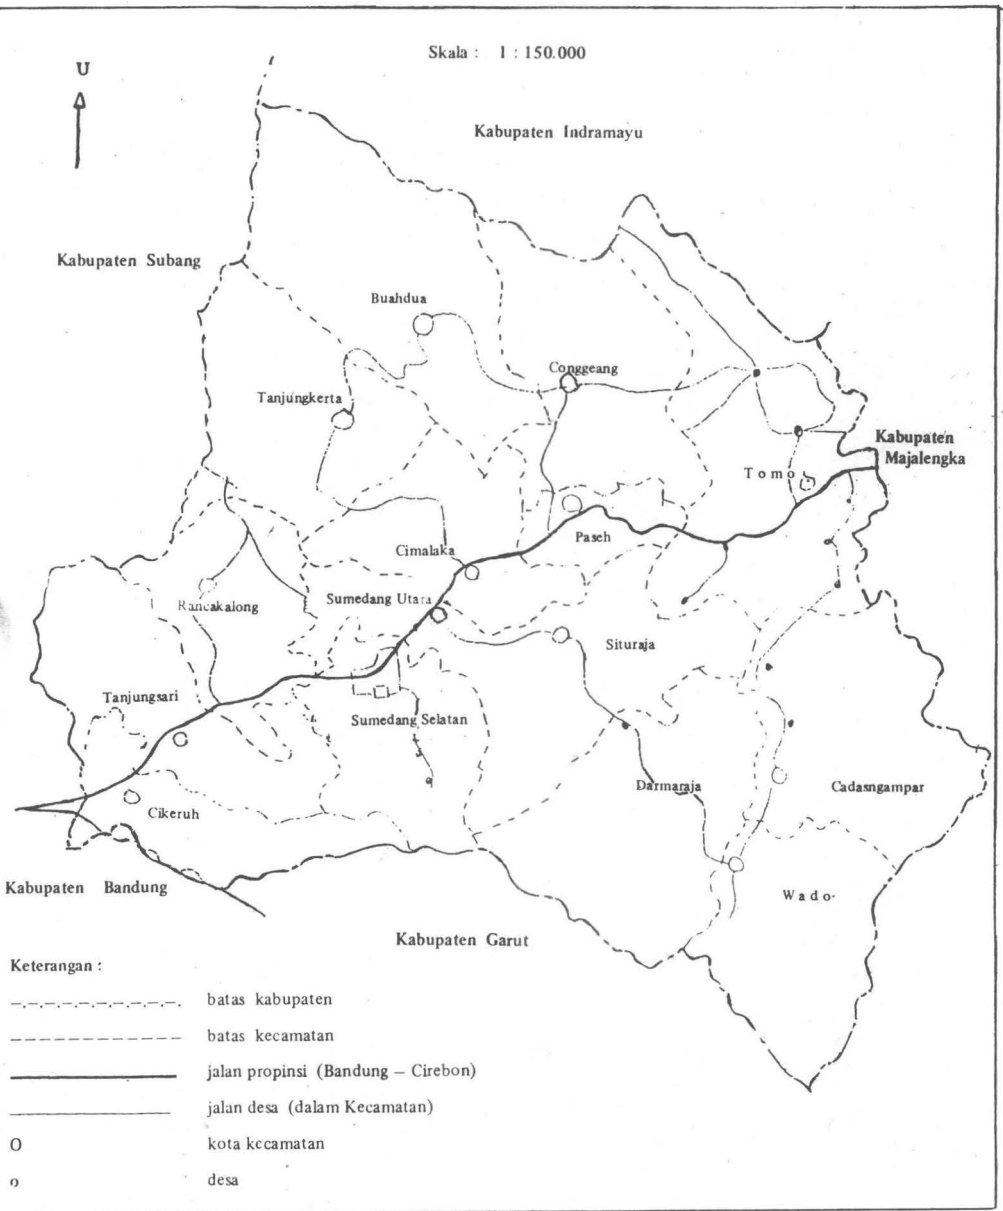 Skala : 1 : 150.000
U
Kabupaten Indramayu
Kabupaten Subang
Buahdua
Conggeang
Tanjungkerta
Kabupaten
Majalengka
Tomo
Paseh
Cimalaka
Rancakalong
Sumedang Utara
Situraja
Tanjungsari
Sumedang Selatan
Darmaraja
Cadasngampar
Cikeruh
Kabupaten Bandung
Wado
Kabupaten Garut
Keterangan :
batas kabupaten
batas kecamatan
jalan propinsi (Bandung – Cirebon)
jalan desa (dalam Kecamatan)
O kota kecamatan
o desa